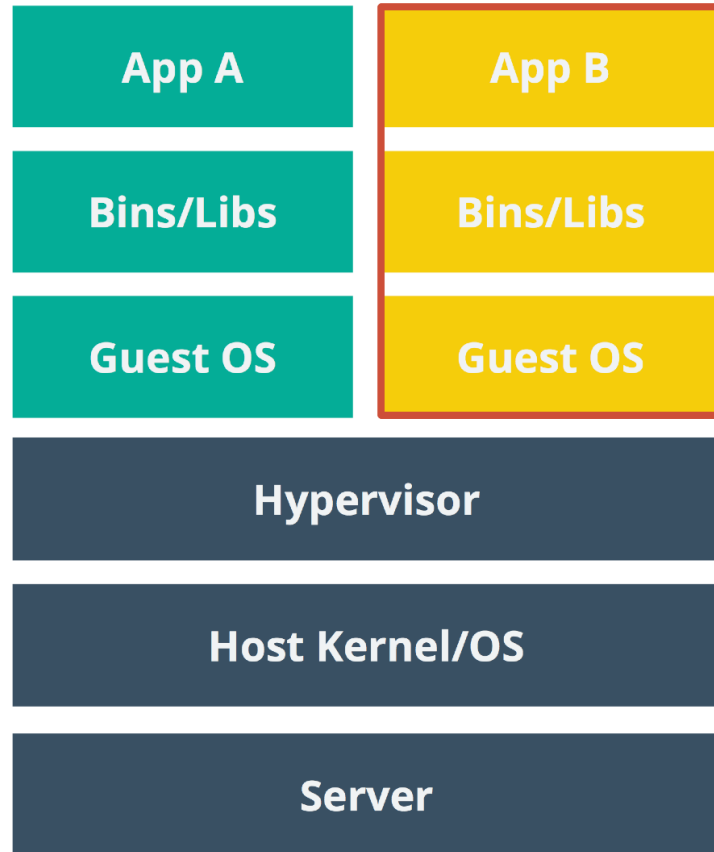 App A
App B
Bins/Libs
Bins/Libs
Guest OS
Guest OS
Hypervisor
Host Kernel/OS
Server